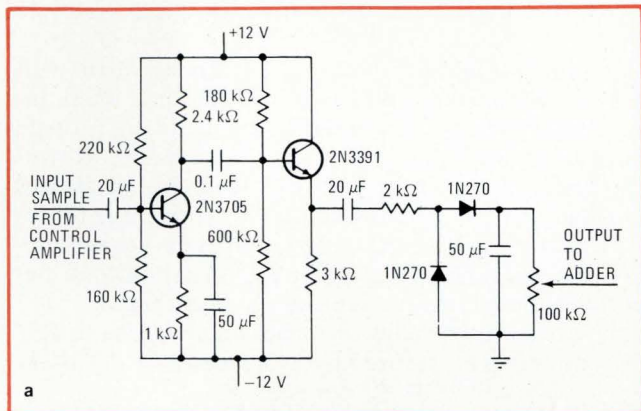 +12 V
180 kΩ
2.4 kΩ
220 kΩ
2N3391
INPUT
SAMPLE
20 μF
0.1 μF
20 μF
2 kΩ
1N270
FROM
CONTROL
AMPLIFIER
2N3705
OUTPUT
TO
ADDER
50 μF
600 kΩ
3 kΩ
1N270
160 kΩ
1 kΩ
50 μF
100 kΩ
−12 V
a